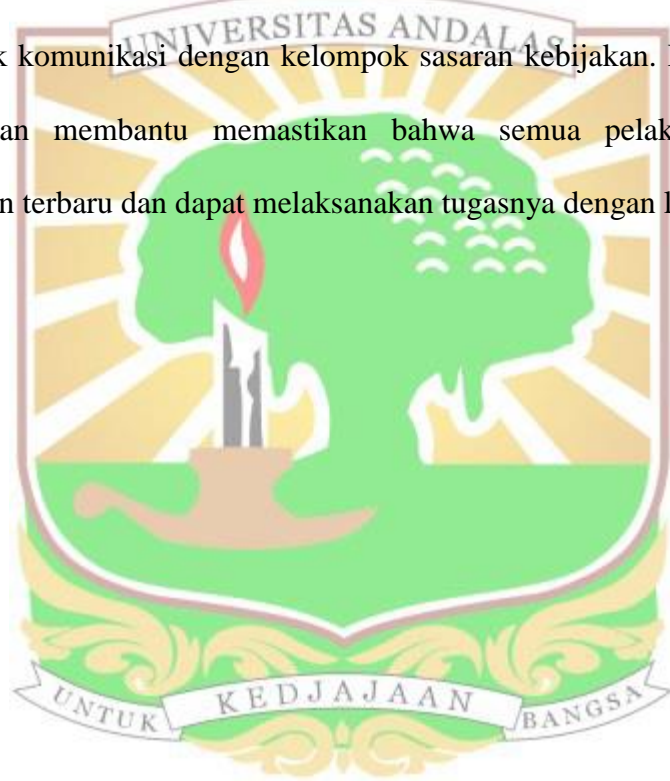 UNIVERSITAS ANDALAS
k komunikasi dengan kelompok sasaran kebijakan.
an membantu memastikan bahwa semua pelak
n terbaru dan dapat melaksanakan tugasnya dengan
UNTUK KEDJAJAAN BANGSA